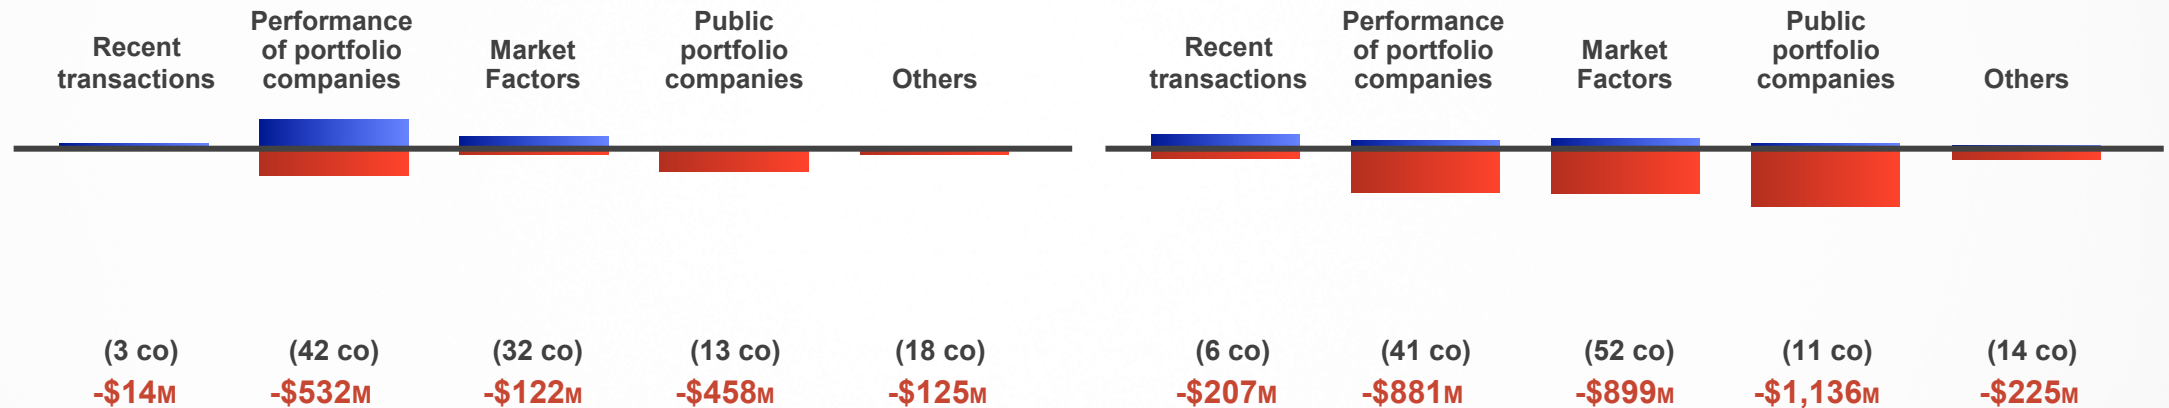 Recent
transactions
Performance
of portfolio
companies
Market
Factors
Public
portfolio
companies
Others
Recent
transactions
Performance
of portfolio
companies
Market
Factors
Public
portfolio
companies
Others
(3 co)
(42 co)
(32 co)
(13 co)
(18 co)
(6 co)
(41 co)
(52 co)
(11 co)
(14 co)
-$14M
-$532M
-$122M
-$458M
-$125M
-$207M
-$881M
-$899M
-$1,136M
-$225M